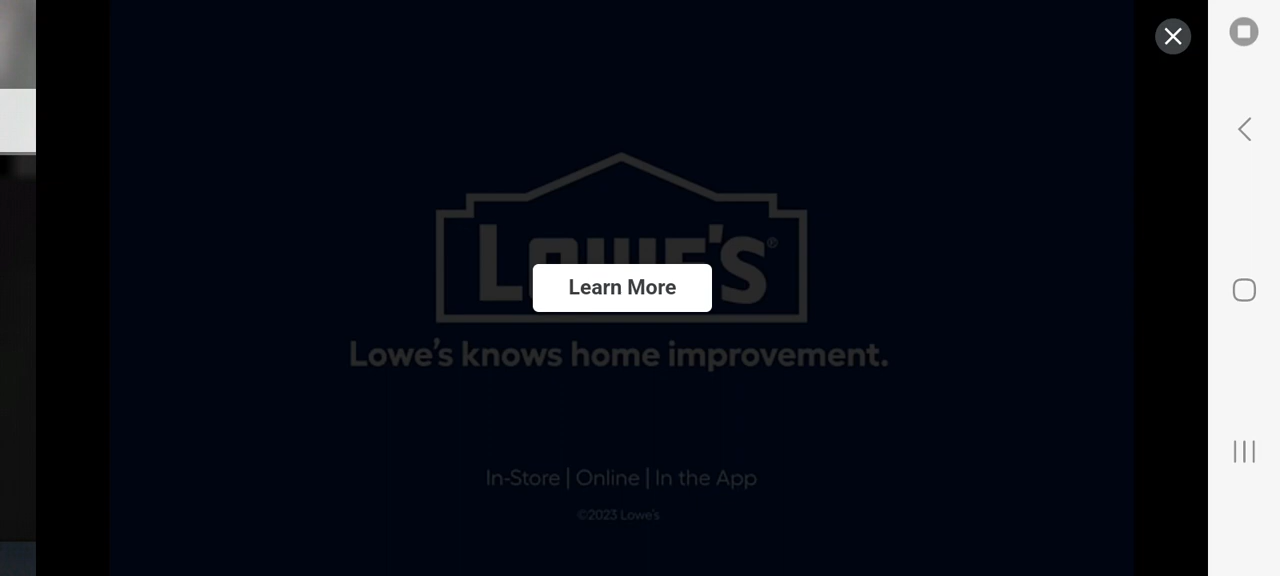 LOWE'S®
Learn More
Lowe's knows home improvement.
In-Store | Online | In the App
©2023 Lowe's